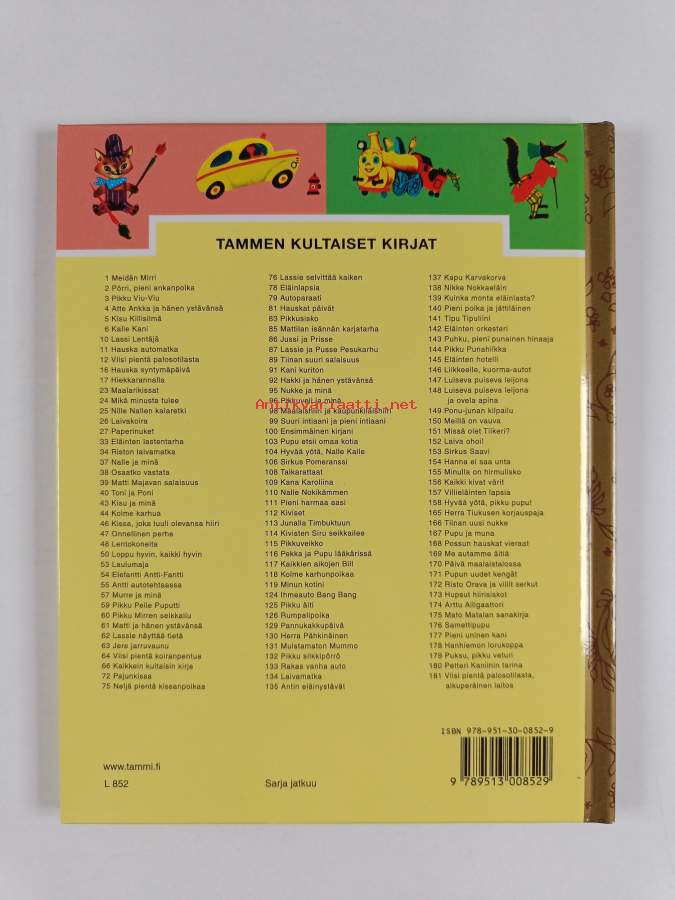 TAMMEN KULTAISET KIRJAT
1 Meidän Mirri
2 Pörri, pieni ankanpoika
3 Pikku Viu-Viu
4 Atte Ankka ja hänen ystävänsä
5 Kisu Kiilisilmä
6 Kalle Kani
10 Lassi Lentäjä
11 Hauska automatka
12 Viisi pientä palosotilasta
16 Hauska syntymäpäivä
17 Hiekkarannalla
23 Maalarikissat
24 Mikä minusta tulee
25 Nille Nallen kalaretki
26 Laivakoira
27 Paperinuket
33 Eläinten lastentarha
34 Riston laivamatka
37 Nalle ja minä
38 Osaatko vastata
39 Matti Majavan salaisuus
40 Toni ja Poni
43 Kisu ja minä
44 Kolme karhua
46 Kissa, joka luuli olevansa hiiri
47 Onnellinen perhe
48 Lentokoneita
50 Loppu hyvin, kaikki hyvin
53 Laulumaja
54 Elefantti Antti-Fantti
55 Antti autotehtaassa
57 Murre ja minä
59 Pikku Pelle Puputti
60 Pikku Mirren seikkailu
61 Matti ja hänen ystävänsä
62 Lassie näyttää tietä
63 Jere jarruvaunu
64 Viisi pientä koiranpentua
66 Kaikkein kultaisin kirja
72 Pajunkissa
75 Neljä pientä kissanpoikaa
76 Lassie selvittää kaiken
78 Eläinlapsia
79 Autoparaati
81 Hauskat päivät
83 Pikkusisko
85 Mattilan isännän karjatarha
86 Jussi ja Prisse
87 Lassie ja Pusse Pesukarhu
89 Tiinan suuri salaisuus
91 Kani kuriton
92 Hakki ja hänen ystävänsä
95 Nukke ja minä
96 Pikkuveli ja minä
98 Maalaishiiri ja kaupunkilaishiiri
99 Suuri intiaani ja pieni intiaani
100 Ensimmäinen kirjani
103 Pupu etsii omaa kotia
104 Hyvää yötä, Nalle Kalle
106 Sirkus Pomeranssi
108 Taikarattaat
109 Kana Karoliina
110 Nalle Nokikämmen
111 Pieni harmaa aasi
112 Kiviset
113 Junalla Timbuktuun
114 Kivisten Siru seikkailee
115 Pikkuveikko
116 Pekka ja Pupu lääkärissä
117 Kaikkien aikojen Bill
118 Kolme karhunpoikaa
119 Minun kotini
124 Ihmeauto Bang Bang
125 Pikku äiti
126 Rumpalipoika
129 Pannukakkupäivä
130 Herra Pähkinäinen
131 Muistamaton Mummo
132 Pikku silkkipörrö
133 Rakas vanha auto
134 Laivamatka
135 Antin eläinystävät
137 Kapu Karvakorva
138 Nikke Nokkaeläin
139 Kuinka monta eläinlasta?
140 Pieni poika ja jättiläinen
141 Tipu Tipuliini
142 Eläinten orkesteri
143 Puhku, pieni punainen hinaaja
144 Pikku Punahilkka
145 Eläinten hotelli
146 Liikkeelle, kuorma-autot
147 Luiseva puiseva leijona
148 Luiseva puiseva leijona
ja ovela apina
149 Ponu-junan kilpailu
150 Meillä on vauva
151 Missä olet Tiikeri?
152 Laiva ohoi!
153 Sirkus Saavi
154 Hanna ei saa unta
155 Minulla on hirmulisko
156 Kaikki kivat värit
157 Villieläinten lapsia
158 Hyvää yötä, pikku pupu!
165 Herra Tiukusen korjauspaja
166 Tiinan uusi nukke
167 Pupu ja muna
168 Possun hauskat vieraat
169 Me autamme äitiä
170 Päivä maalaistalossa
171 Pupun uudet kengät
172 Risto Orava ja villit serkut
173 Hupsut hiirisiskot
174 Arttu Alligaattori
175 Mato Matalan sanakirja
176 Samettipupu
177 Pieni uninen kani
178 Hanhiemon lorukoppa
179 Puksu, pikku veturi
180 Petteri Kaniinin tarina
181 Viisi pientä palosotilasta,
alkuperäinen laitos
Antikvariaatti.net
ISBN 978-951-30-0852-9
9 789513 008529
www.tammi.fi
L 852
Sarja jatkuu